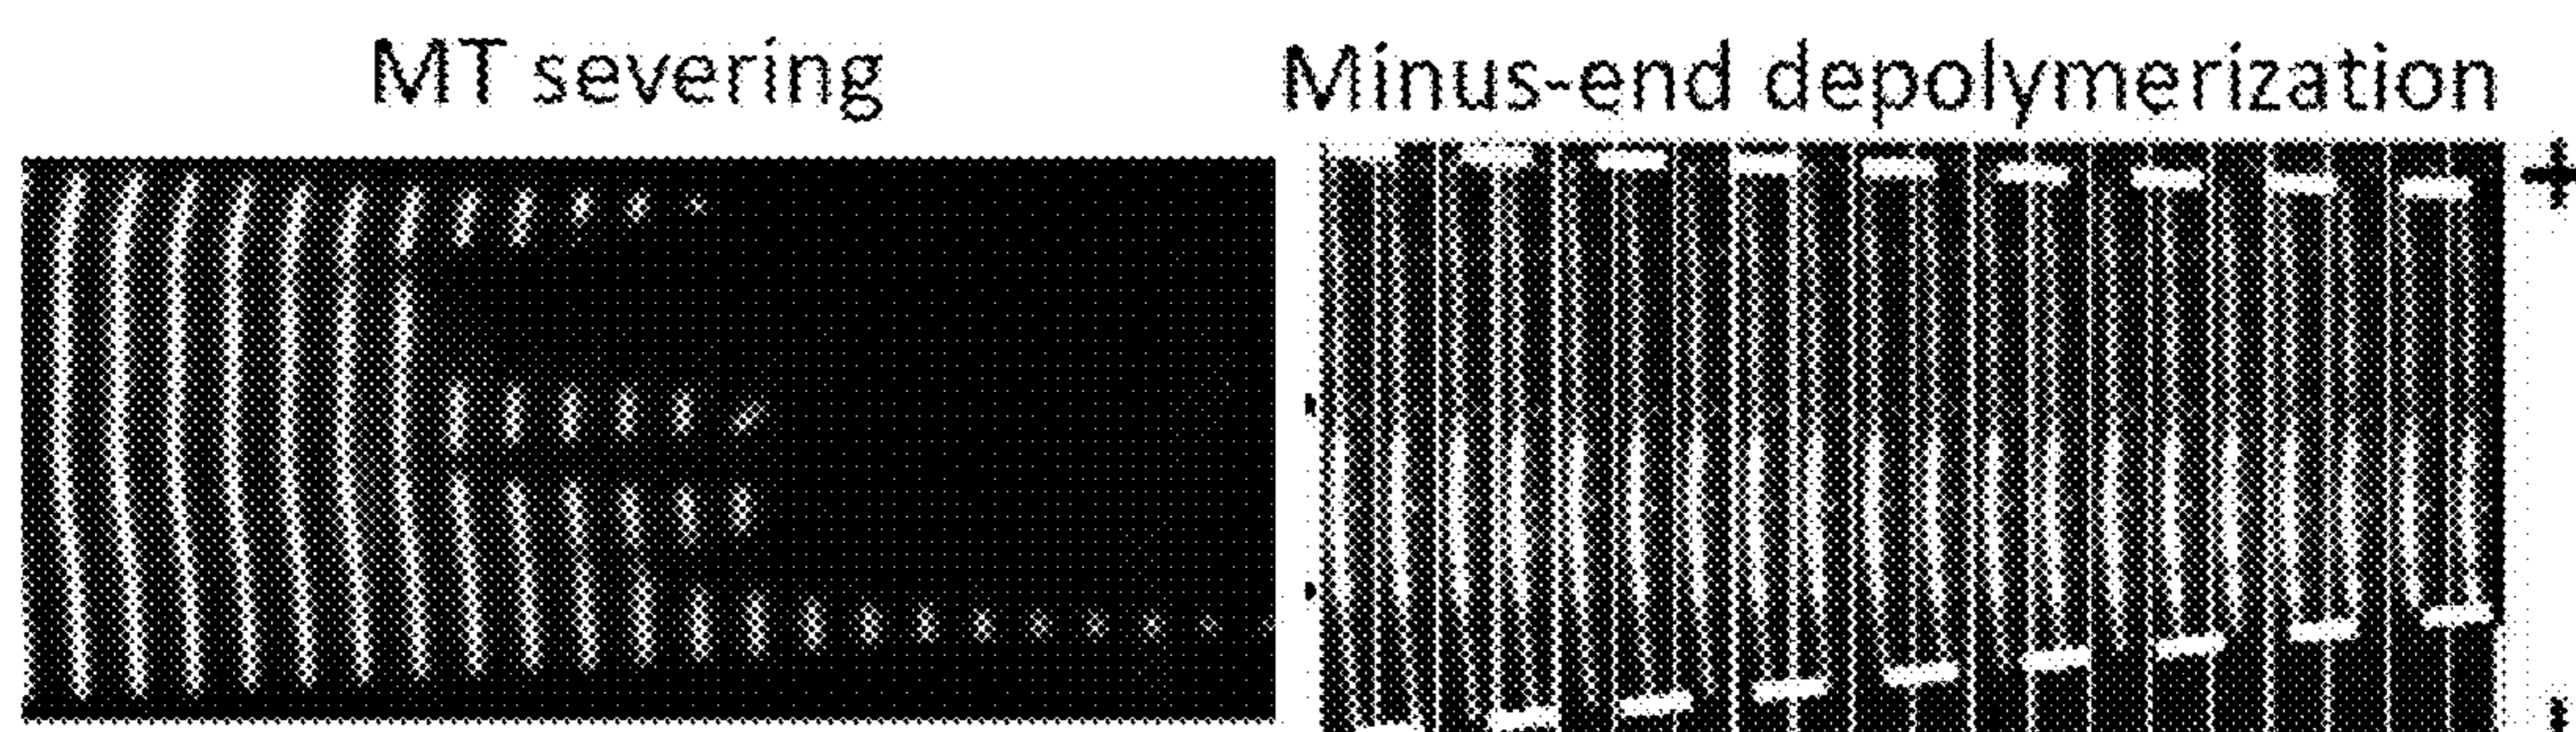 MT severing
Minus-end depolymerization
+